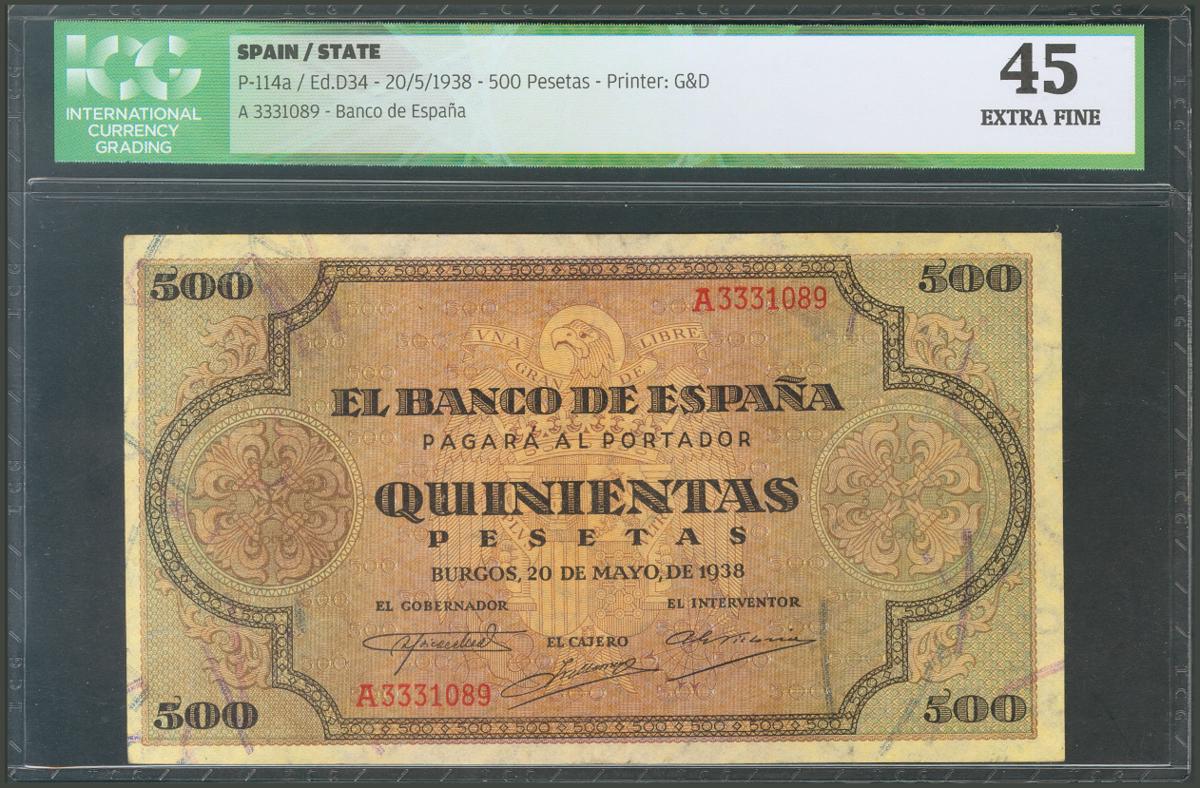 ICG
INTERNATIONAL
CURRENCY
GRADING
SPAIN / STATE
P-114a / Ed.D34 - 20/5/1938 - 500 Pesetas - Printer: G&D
A 3331089 - Banco de España
45
EXTRA FINE
500
500
A3331089
VNA LIBRE
GRANDE
EL BANCO DE ESPAÑA
PAGARÁ AL PORTADOR
QUINIENTAS
PESETAS
BURGOS, 20 DE MAYO, DE 1938
EL GOBERNADOR
EL INTERVENTOR
EL CAJERO
A3331089
500
500